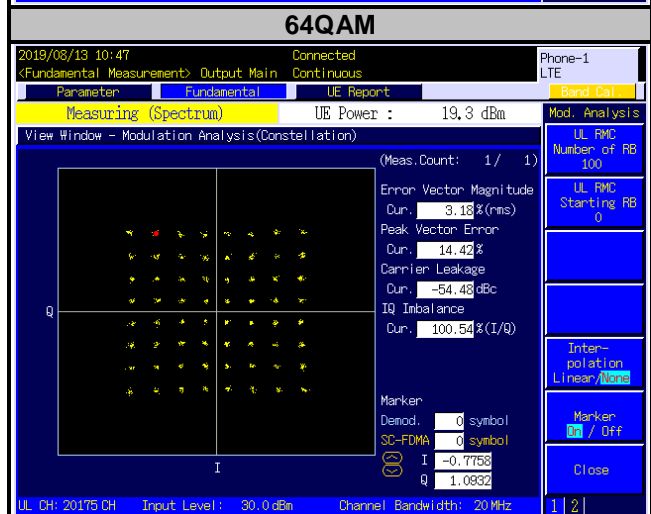 64QAM
2019/08/13 10:47 Connected Phone-1
<Fundamental Measurement> Output Main Continuous LTE
Parameter Fundamental UE Report Band Cal.
Measuring (Spectrum) UE Power : 19.3 dBm Mod. Analysis
View Window - Modulation Analysis(Constellation)
(Meas.Count: 1/ 1)
Error Vector Magnitude
Cur. 3.18 %(rms)
Peak Vector Error
Cur. 14.42 %
Carrier Leakage
Cur. -54.48 dBc
IQ Imbalance
Cur. 100.54 %(I/Q)
Q
I
Marker
Demod. 0 symbol
SC-FDMA 0 symbol
I -0.7758
Q 1.0932
UL RMC
Number of RB
100
UL RMC
Starting RB
0
Inter-
polation
Linear/None
Marker
On / Off
Close
UL CH: 20175 CH Input Level: 30.0 dBm Channel Bandwidth: 20 MHz 1 2